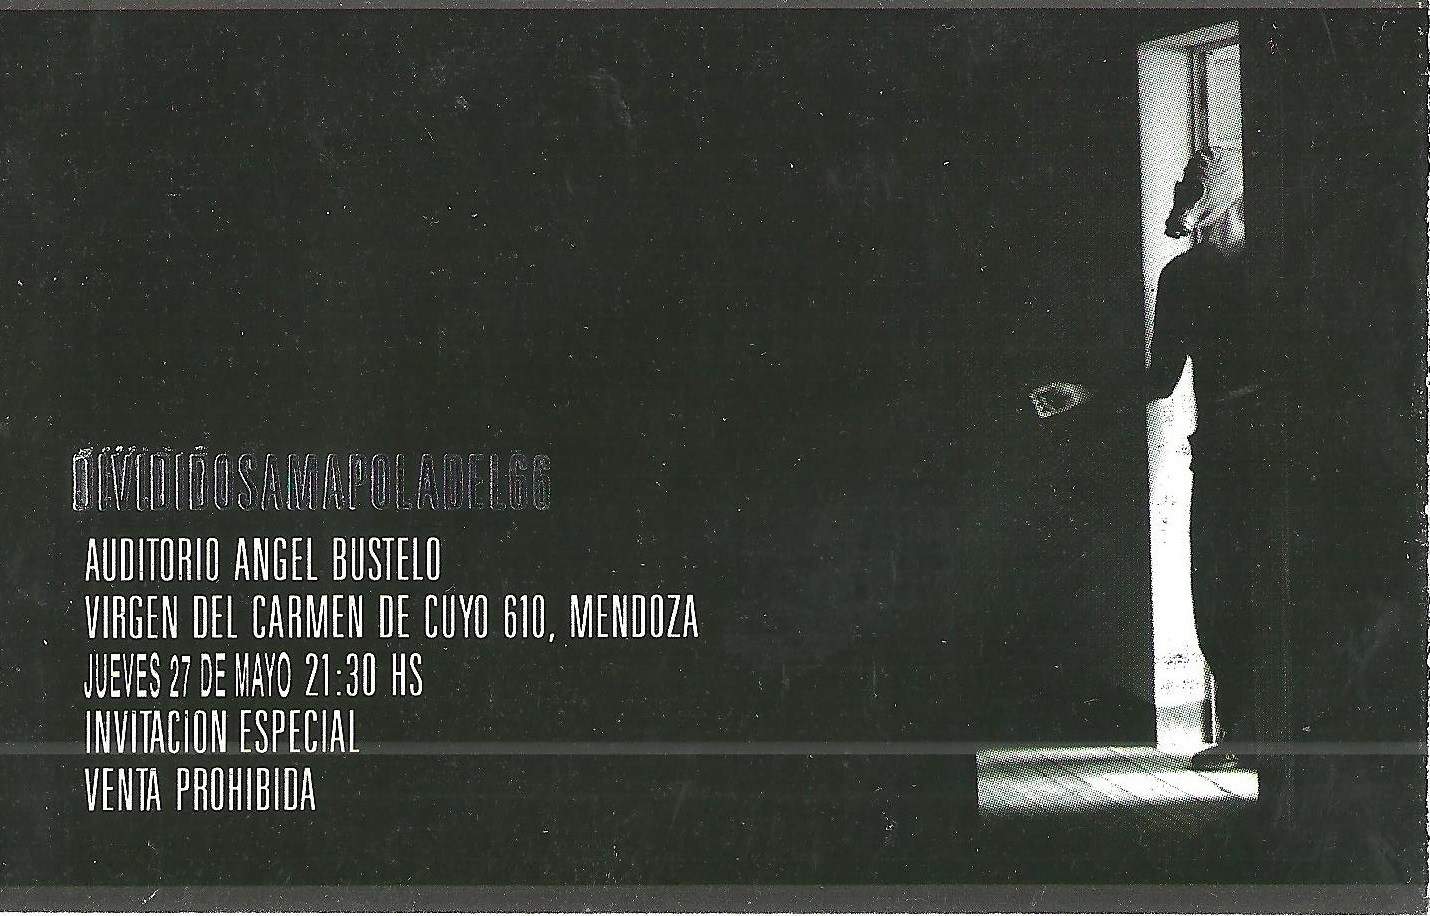 DIVIDIDOSAMAPOLADEL66
AUDITORIO ANGEL BUSTELO
VIRGEN DEL CARMEN DE CUYO 610, MENDOZA
JUEVES 27 DE MAYO 21:30 HS
INVITACION ESPECIAL
VENTA PROHIBIDA